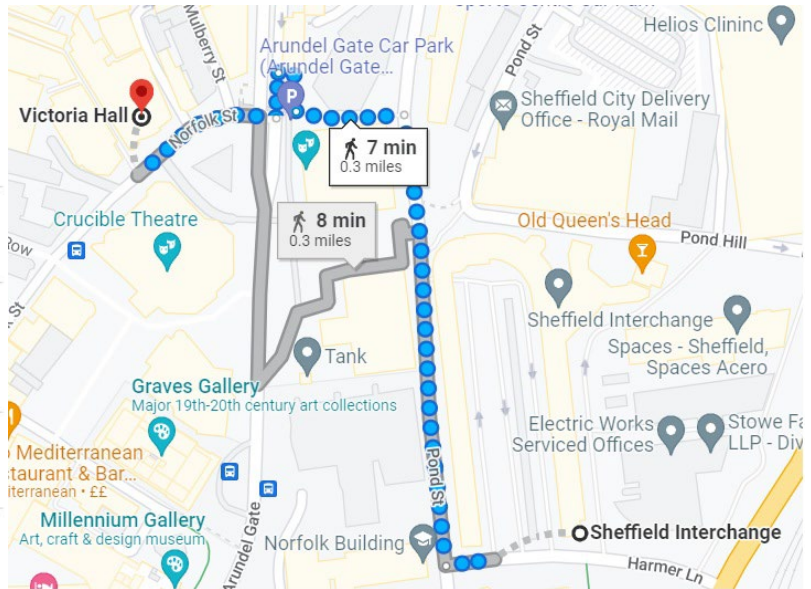 Helios Clininc
Mulberry St
Arundel Gate Car Park
(Arundel Gate...
P
Pond St
Victoria Hall
Norfolk St
Sheffield City Delivery
Office - Royal Mail
7 min
0.3 miles
8 min
0.3 miles
Crucible Theatre
Old Queen's Head
Row
Pond Hill
Sheffield Interchange
Spaces - Sheffield,
Spaces Acero
Tank
Graves Gallery
Major 19th-20th century art collections
Electric Works
Serviced Offices
Stowe Fa
LLP - Div
Mediterranean
staurant & Bar...
iterranean • ££
Pond St
Millennium Gallery
Art, craft & design museum
Arundel Gate
Norfolk Building
Sheffield Interchange
Harmer Ln